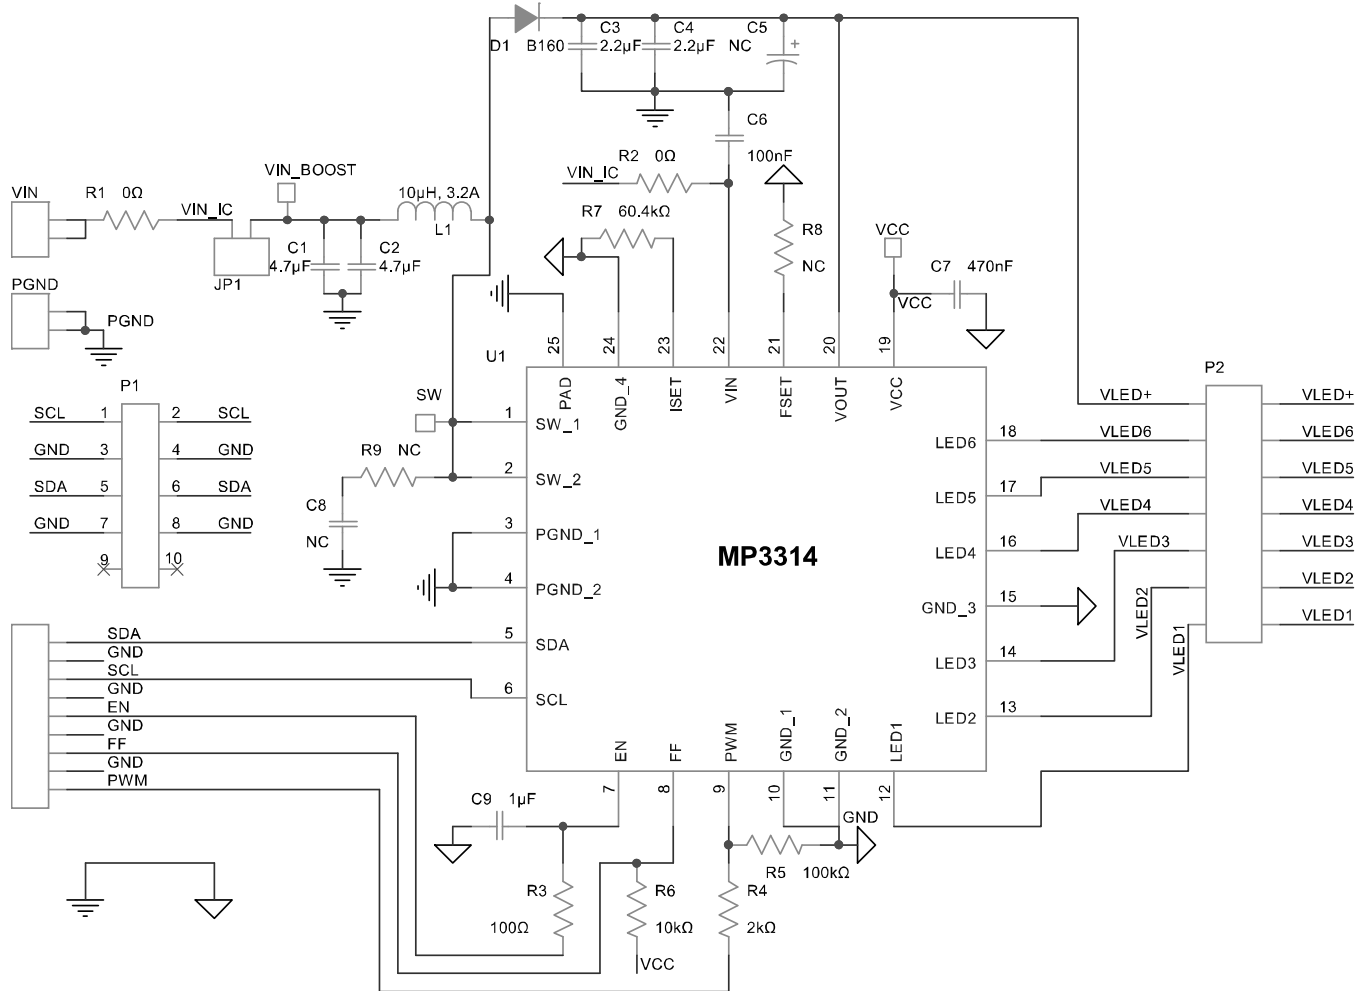 D1 B160
C3
2.2µF
C4
2.2µF
C5
NC
+
C6
100nF
R2 0Ω
VIN_IC
R7 60.4kΩ
R8
NC
VIN
R1 0Ω
VIN_IC
VIN_BOOST
10µH, 3.2A
L1
JP1
C1
4.7µF
C2
4.7µF
PGND
PGND
VCC
VCC
C7 470nF
U1
25 24 23 22 21 20 19
PAD GND_4 ISET VIN FSET VOUT VCC
P1
SCL 1 2 SCL
GND 3 4 GND
SDA 5 6 SDA
GND 7 8 GND
9 10
SW
R9 NC
C8
NC
1 SW_1
2 SW_2
3 PGND_1
4 PGND_2
5 SDA
6 SCL
MP3314
LED6 18
LED5 17
LED4 16
GND_3 15
LED3 14
LED2 13
EN FF PWM GND_1 GND_2 LED1
7 8 9 10 11 12
P2
VLED+ VLED+
VLED6 VLED6
VLED5 VLED5
VLED4 VLED4
VLED3 VLED3
VLED2 VLED2
VLED1 VLED1
SDA
GND
SCL
GND
EN
GND
FF
GND
PWM
C9 1µF
R3
100Ω
R6
10kΩ
VCC
R4
2kΩ
R5 100kΩ
GND